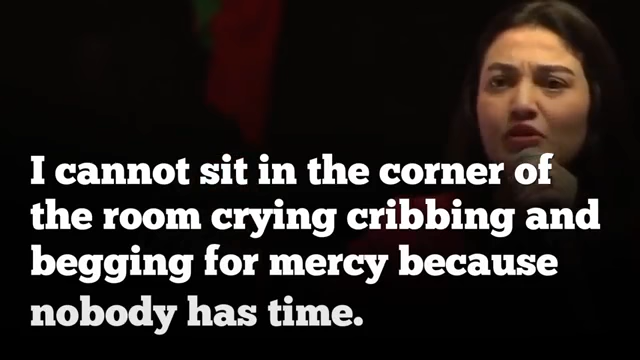 I cannot sit in the corner of
the room crying cribbing and
begging for mercy because
nobody has time.